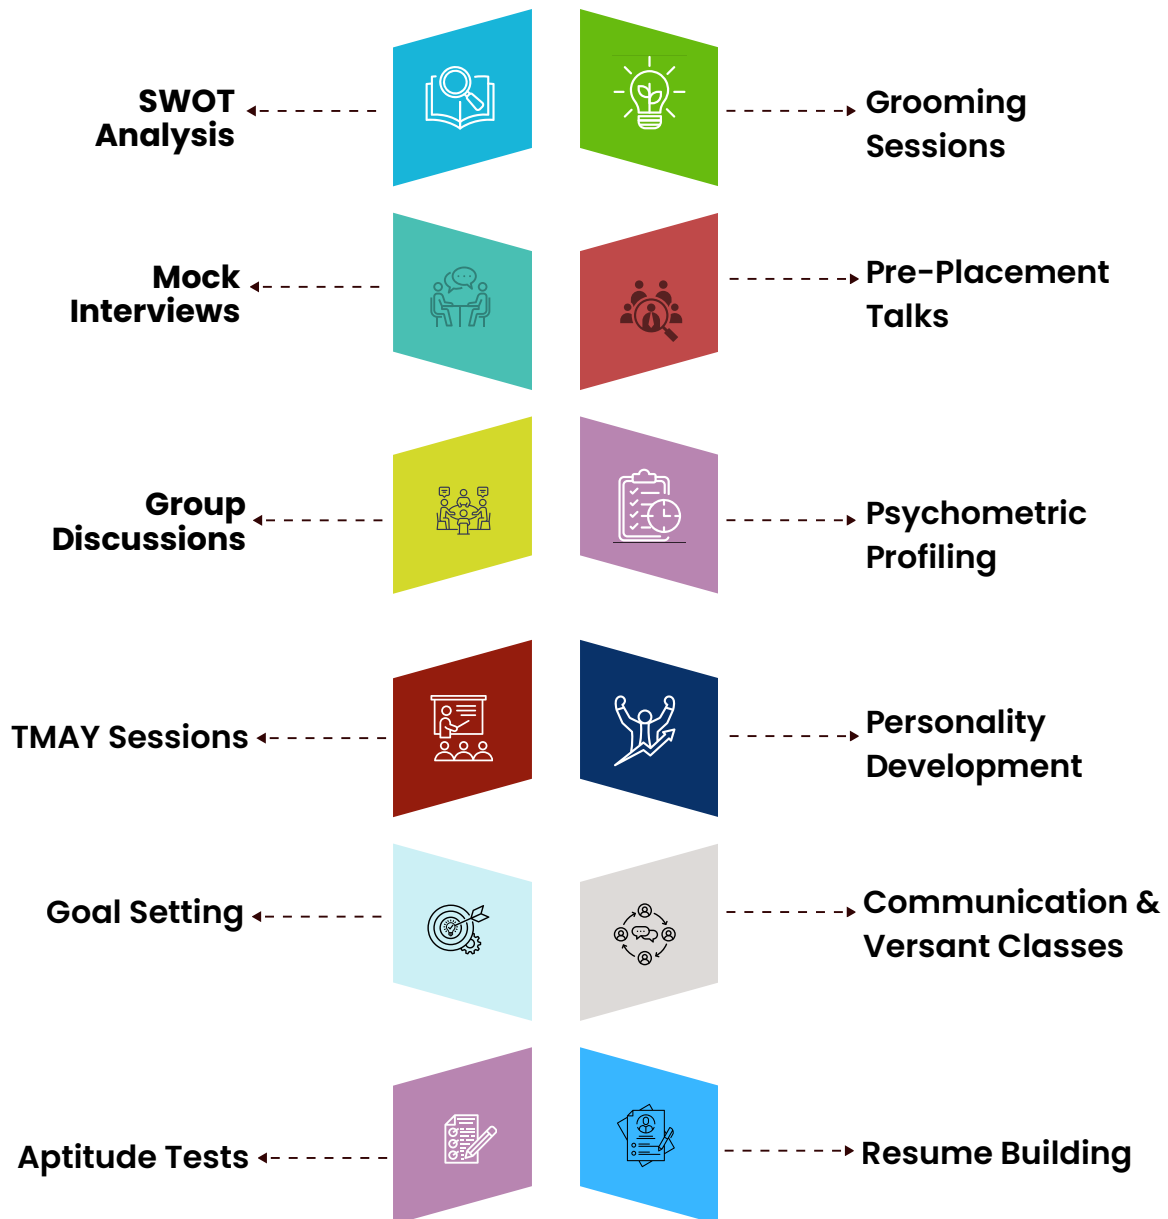 SWOT
Analysis
Grooming
Sessions
Mock
Interviews
Pre-Placement
Talks
Group
Discussions
Psychometric
Profiling
TMAY Sessions
Personality
Development
Goal Setting
Communication &
Versant Classes
Aptitude Tests
Resume Building